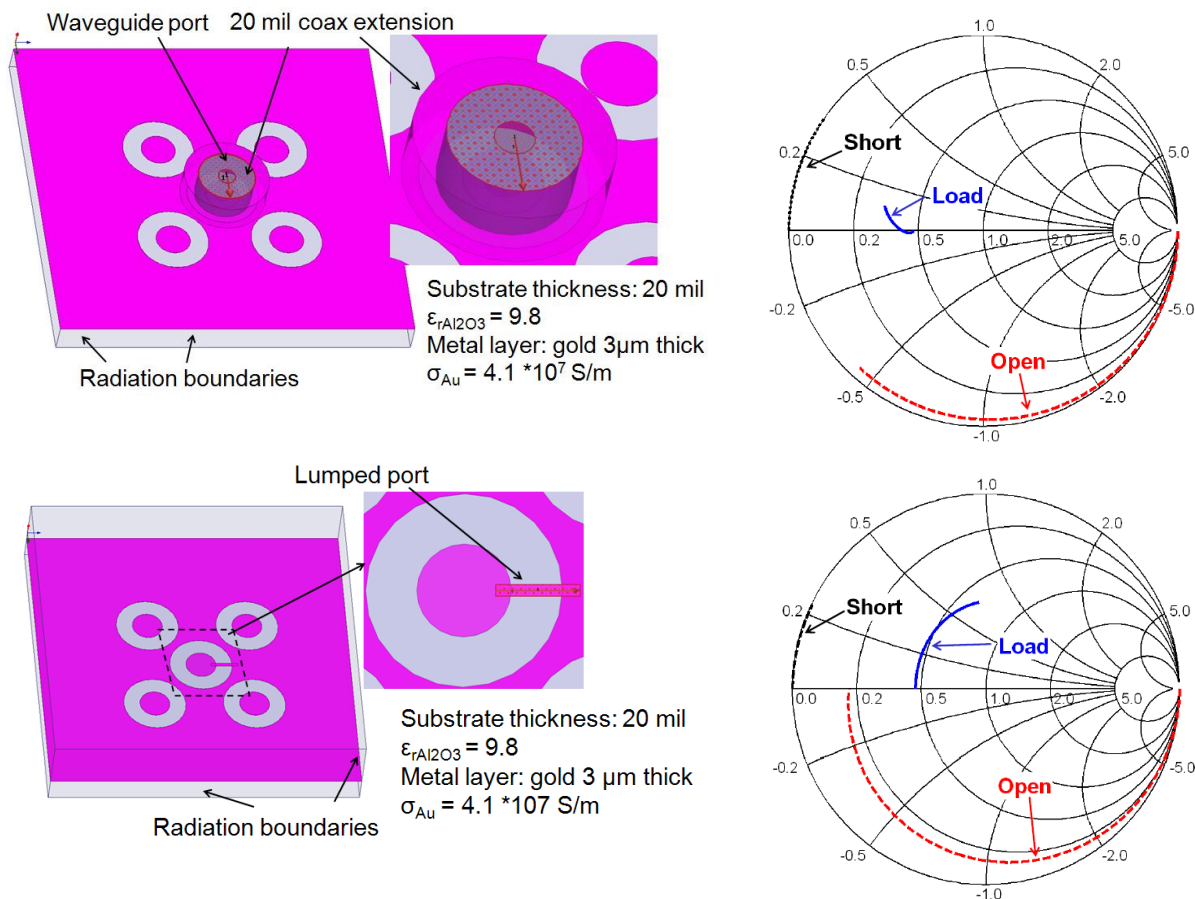 Waveguide port
20 mil coax extension
Radiation boundaries
Substrate thickness: 20 mil
εrAl2O3 = 9.8
Metal layer: gold 3µm thick
σAu = 4.1 *10⁷ S/m
1.0
0.5
2.0
Short
0.2
5.0
Load
0.0 0.2 0.5 1.0 2.0 5.0
-0.2
-5.0
Open
-0.5
-2.0
-1.0
Lumped port
Radiation boundaries
Substrate thickness: 20 mil
εrAl2O3 = 9.8
Metal layer: gold 3 µm thick
σAu = 4.1 *107 S/m
1.0
0.5
2.0
0.2
Short
5.0
Load
0.0 0.2 0.5 1.0 2.0 5.0
-0.2
-5.0
Open
-0.5
-2.0
-1.0